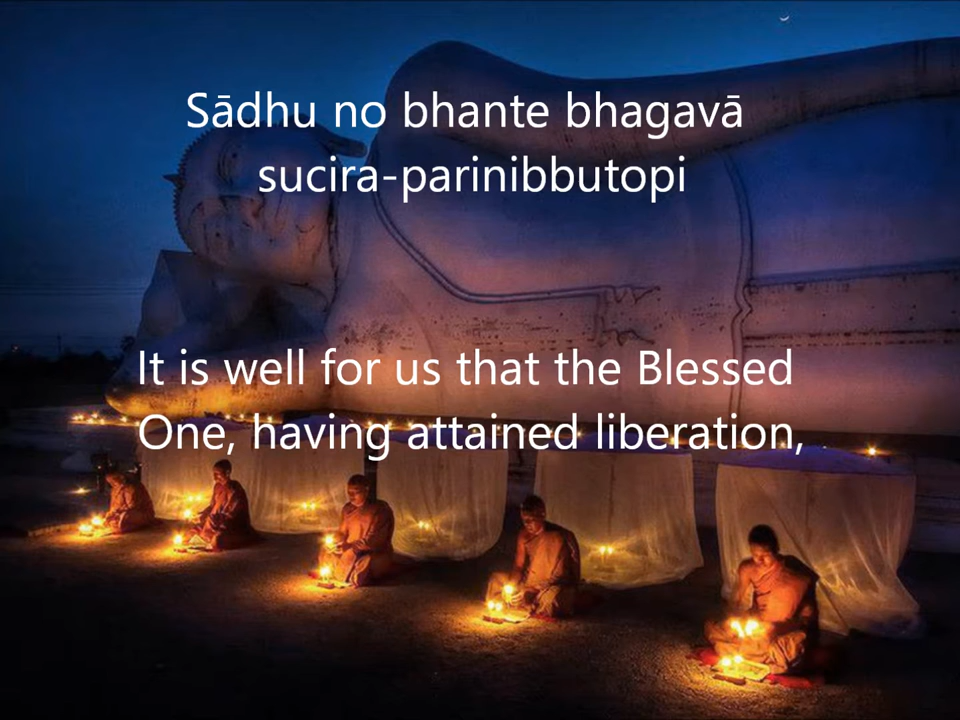 Sādhu no bhante bhagavā
sucira-parinibbutopi
It is well for us that the Blessed
One, having attained liberation,